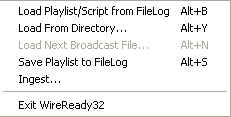 Load Playlist/Script from FileLog Alt+B
Load From Directory... Alt+Y
Load Next Broadcast File... Alt+N
Save Playlist to FileLog Alt+S
Ingest...
Exit WireReady32